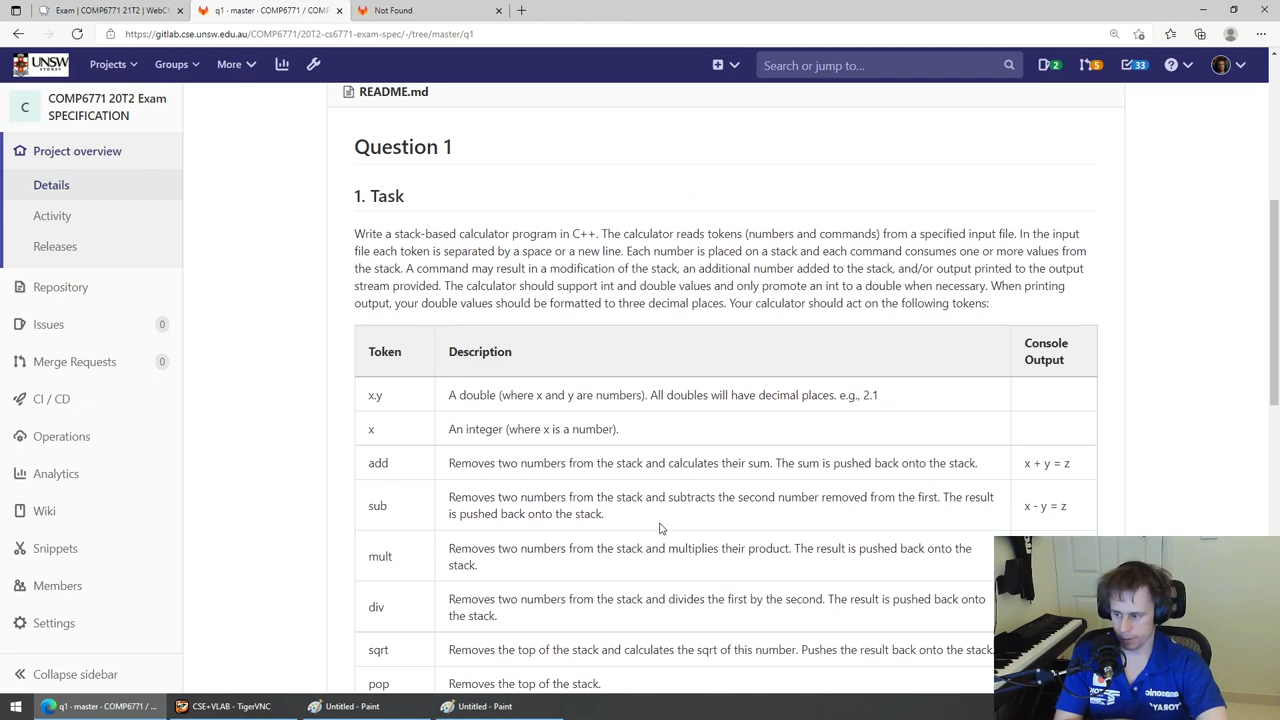 Exam | COMP6771 21T2 | WebC
q1 · master · COMP6771 / COMP
Not Found
https://gitlab.cse.unsw.edu.au/COMP6771/20T2-cs6771-exam-spec/-/tree/master/q1
UNSW
SYDNEY
Projects
Groups
More
Search or jump to...
2
5
33
C
COMP6771 20T2 Exam
SPECIFICATION
Project overview
Details
Activity
Releases
Repository
Issues
0
Merge Requests
0
CI / CD
Operations
Analytics
Wiki
Snippets
Members
Settings
Collapse sidebar
README.md
Question 1
1. Task
Write a stack-based calculator program in C++. The calculator reads tokens (numbers and commands) from a specified input file. In the input
file each token is separated by a space or a new line. Each number is placed on a stack and each command consumes one or more values from
the stack. A command may result in a modification of the stack, an additional number added to the stack, and/or output printed to the output
stream provided. The calculator should support int and double values and only promote an int to a double when necessary. When printing
output, your double values should be formatted to three decimal places. Your calculator should act on the following tokens:
Token
Description
Console
Output
x.y
A double (where x and y are numbers). All doubles will have decimal places. e.g., 2.1
x
An integer (where x is a number).
add
Removes two numbers from the stack and calculates their sum. The sum is pushed back onto the stack.
x + y = z
sub
Removes two numbers from the stack and subtracts the second number removed from the first. The result
is pushed back onto the stack.
x - y = z
mult
Removes two numbers from the stack and multiplies their product. The result is pushed back onto the
stack.
div
Removes two numbers from the stack and divides the first by the second. The result is pushed back onto
the stack.
sqrt
Removes the top of the stack and calculates the sqrt of this number. Pushes the result back onto the stack.
pop
Removes the top of the stack.
q1 · master · COMP6771 / ...
CSE+VLAB - TigerVNC
Untitled - Paint
Untitled - Paint